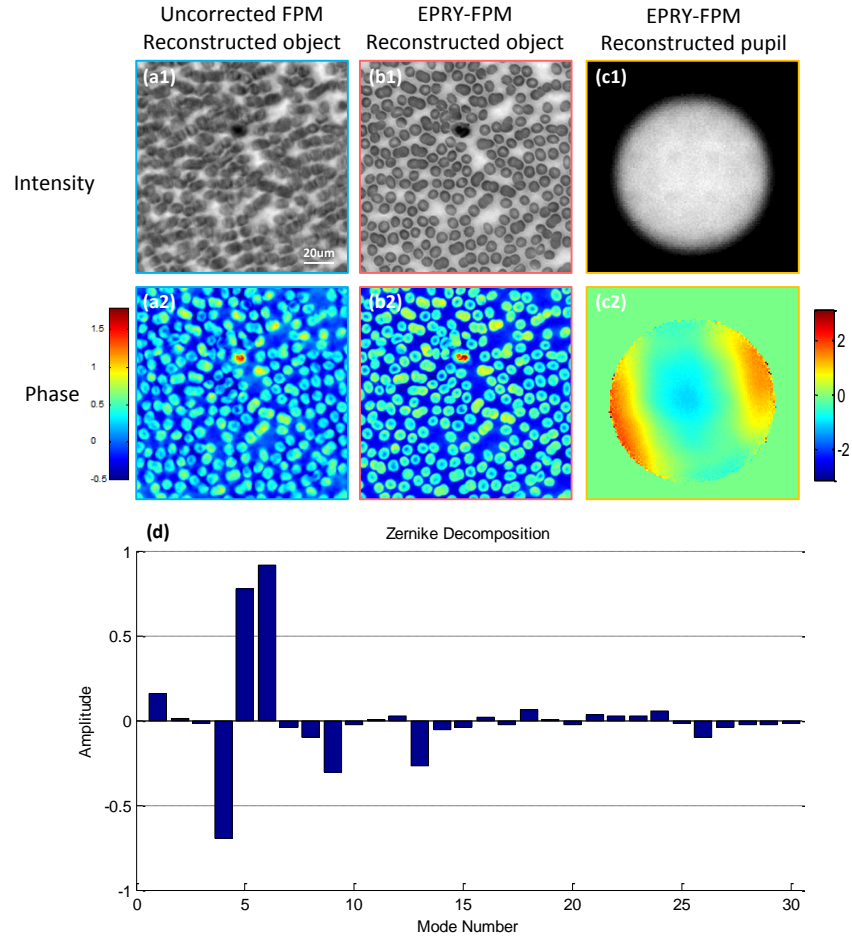 Uncorrected FPM
Reconstructed object
EPRY-FPM
Reconstructed object
EPRY-FPM
Reconstructed pupil
Intensity
(a1)
20um
(b1)
(c1)
Phase
1.5
1
0.5
0
-0.5
(a2)
(b2)
(c2)
2
0
-2
(d)
Zernike Decomposition
1
0.5
0
-0.5
-1
Amplitude
0 5 10 15 20 25 30
Mode Number